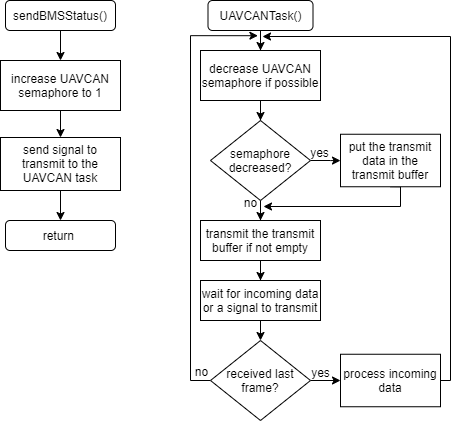 sendBMSStatus()
increase UAVCAN
semaphore to 1
send signal to
transmit to the
UAVCAN task
return
UAVCANTask()
decrease UAVCAN
semaphore if possible
semaphore
decreased?
yes
put the transmit
data in the
transmit buffer
no
transmit the transmit
buffer if not empty
wait for incoming data
or a signal to transmit
no
received last
frame?
yes
process incoming
data